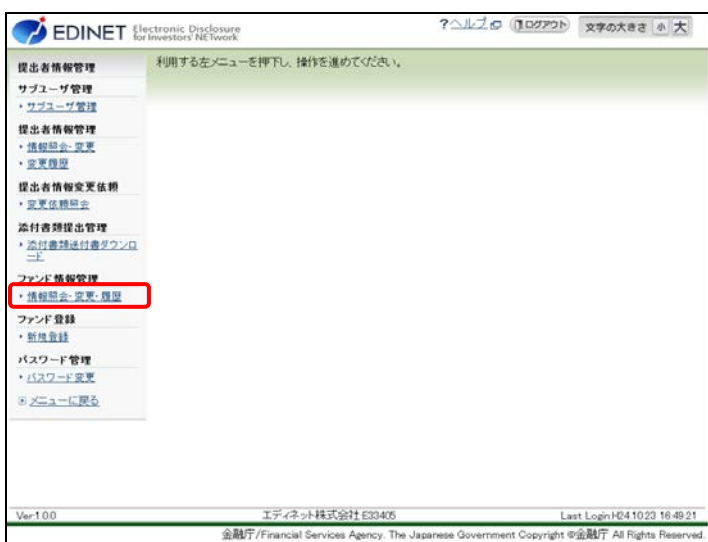 EDINET Electronic Disclosure for Investors' NETwork
?ヘルプ ログアウト 文字の大きさ 小 大
利用する左メニューを押下し、操作を進めてください。
提出者情報管理
サブユーザ管理
・サブユーザ管理
提出者情報管理
・情報照会・変更
・変更履歴
提出者情報変更依頼
・変更依頼照会
添付書類提出管理
・添付書類送付書ダウンロ
ード
ファンド情報管理
・情報照会・変更・履歴
ファンド登録
・新規登録
パスワード管理
・パスワード変更
メニューに戻る
Ver1.0.0 エディネット株式会社 E33405 Last Login:H24.10.23 16:49:21
金融庁/Financial Services Agency. The Japanese Government Copyright ©金融庁 All Rights Reserved.